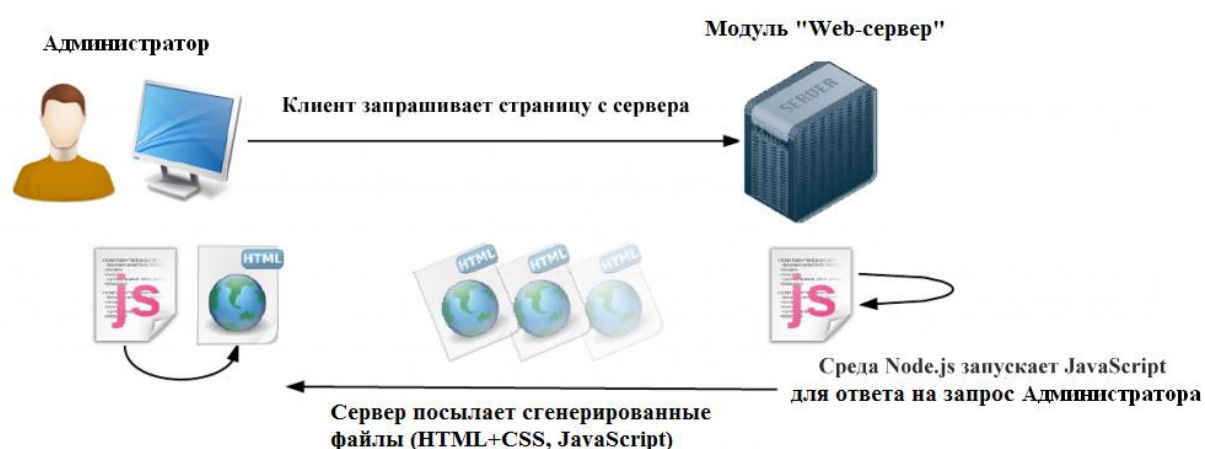 Модуль "Web-сервер"
Администратор
SERVER
Клиент запрашивает страницу с сервера
js
HTML
HTML
HTML
HTML
js
Среда Node.js запускает JavaScript
для ответа на запрос Администратора
Сервер посылает сгенерированные
файлы (HTML+CSS, JavaScript)